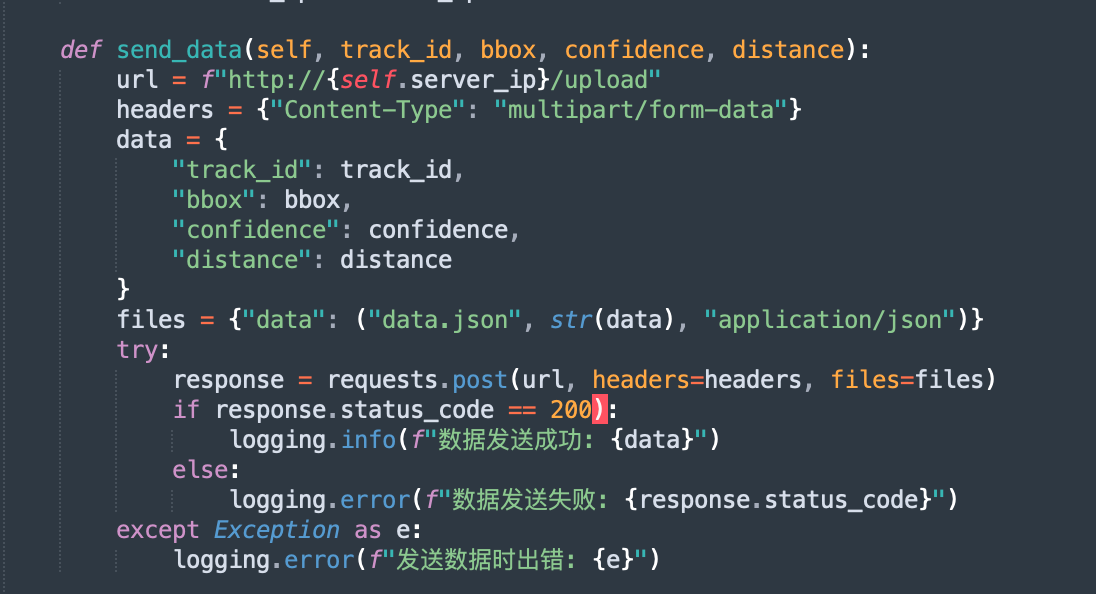 def send_data(self, track_id, bbox, confidence, distance):
    url = f"http://{self.server_ip}/upload"
    headers = {"Content-Type": "multipart/form-data"}
    data = {
        "track_id": track_id,
        "bbox": bbox,
        "confidence": confidence,
        "distance": distance
    }
    files = {"data": ("data.json", str(data), "application/json")}
    try:
        response = requests.post(url, headers=headers, files=files)
        if response.status_code == 200):
            logging.info(f"数据发送成功: {data}")
        else:
            logging.error(f"数据发送失败: {response.status_code}")
    except Exception as e:
        logging.error(f"发送数据时出错: {e}")